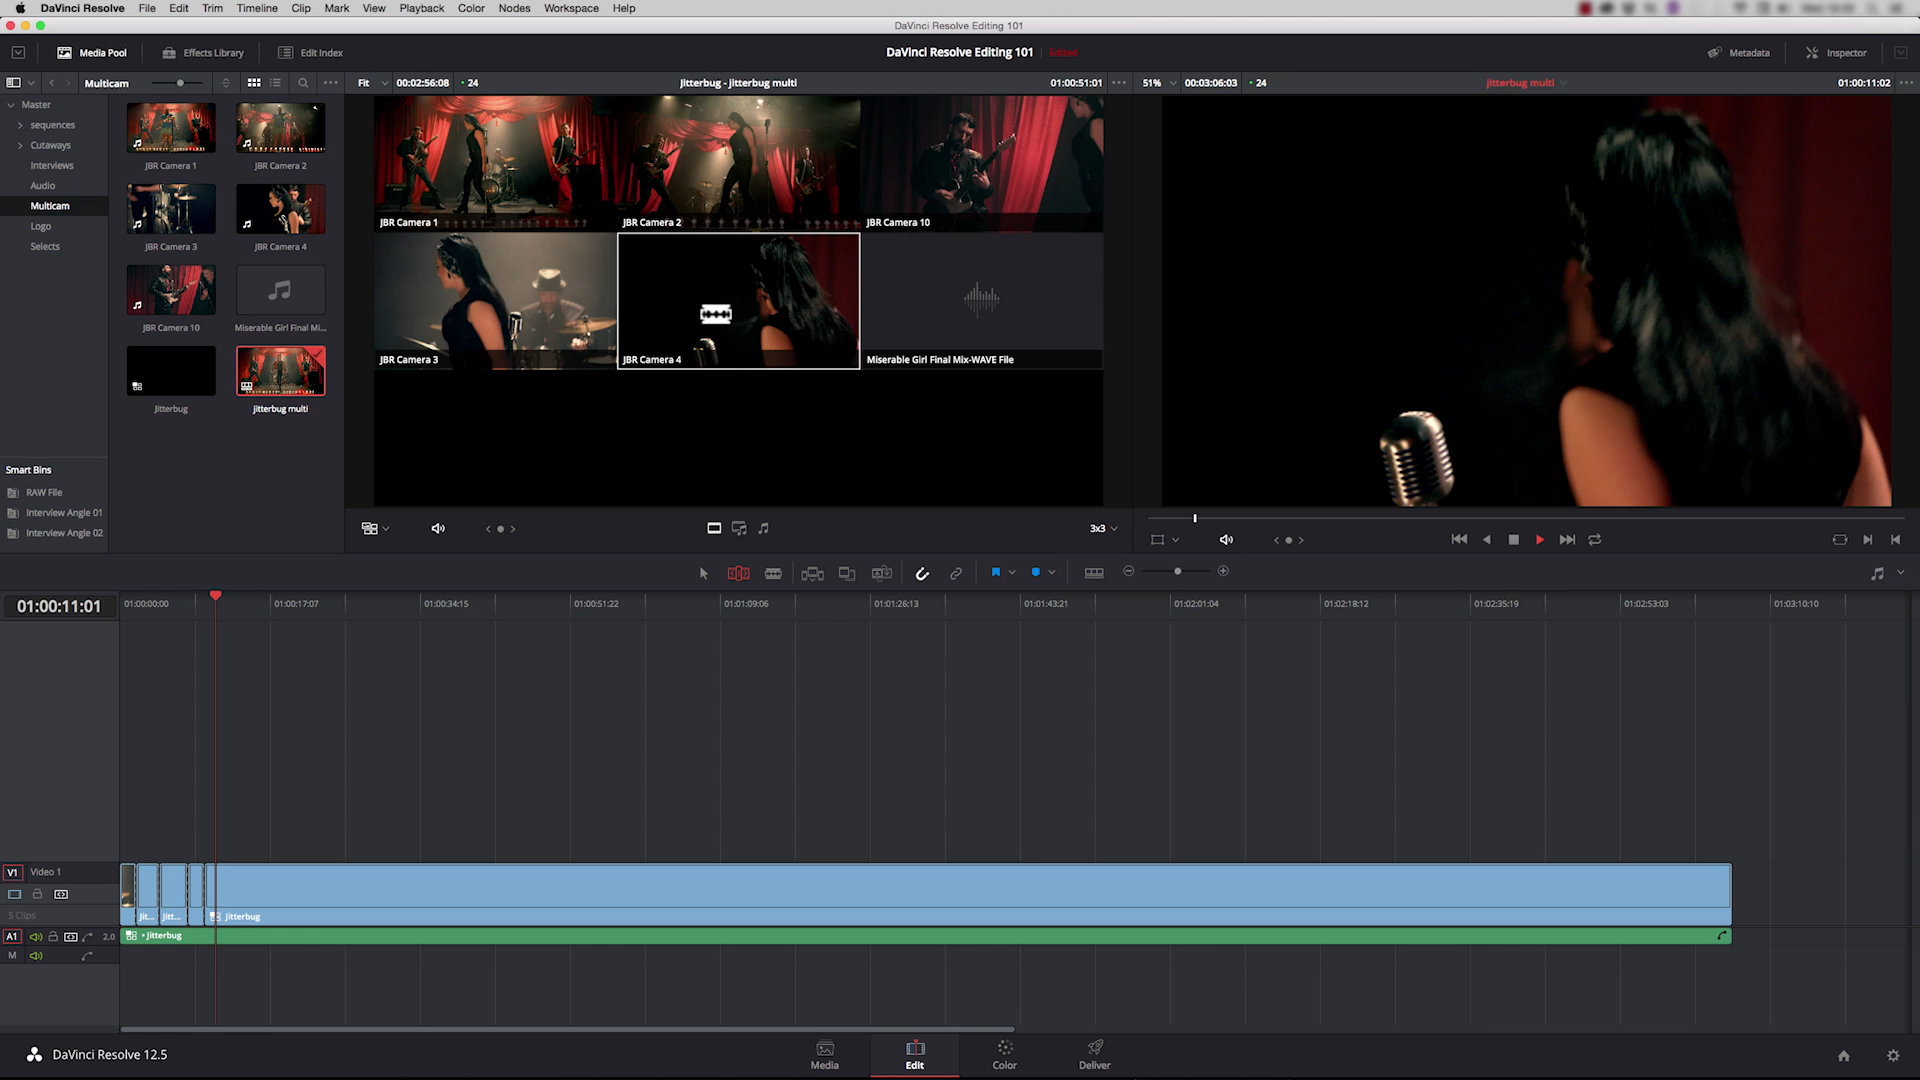 DaVinci Resolve File Edit Trim Timeline Clip Mark View Playback Color Nodes Workspace Help
DaVinci Resolve Editing 101
Media Pool Effects Library Edit Index
DaVinci Resolve Editing 101 Edited
Metadata Inspector
Multicam
Fit 00:02:56:08 24 Jitterbug - jitterbug multi 01:00:51:01
51% 00:03:06:03 24 jitterbug multi 01:00:11:02
Master
sequences
Cutaways
Interviews
Audio
Multicam
Logo
Selects
Smart Bins
RAW File
Interview Angle 01
Interview Angle 02
JBR Camera 1
JBR Camera 2
JBR Camera 3
JBR Camera 4
JBR Camera 10
Miserable Girl Final Mi...
Jitterbug
jitterbug multi
JBR Camera 1
JBR Camera 2
JBR Camera 10
JBR Camera 3
JBR Camera 4
Miserable Girl Final Mix-WAVE File
3x3
01:00:11:01
01:00:00:00 01:00:17:07 01:00:34:15 01:00:51:22 01:01:09:06 01:01:26:13 01:01:43:21 01:02:01:04 01:02:18:12 01:02:35:19 01:02:53:03 01:03:10:10
V1 Video 1
5 Clips
Jit... Jitt... Jitterbug
A1 2.0 • Jitterbug
M
DaVinci Resolve 12.5
Media Edit Color Deliver